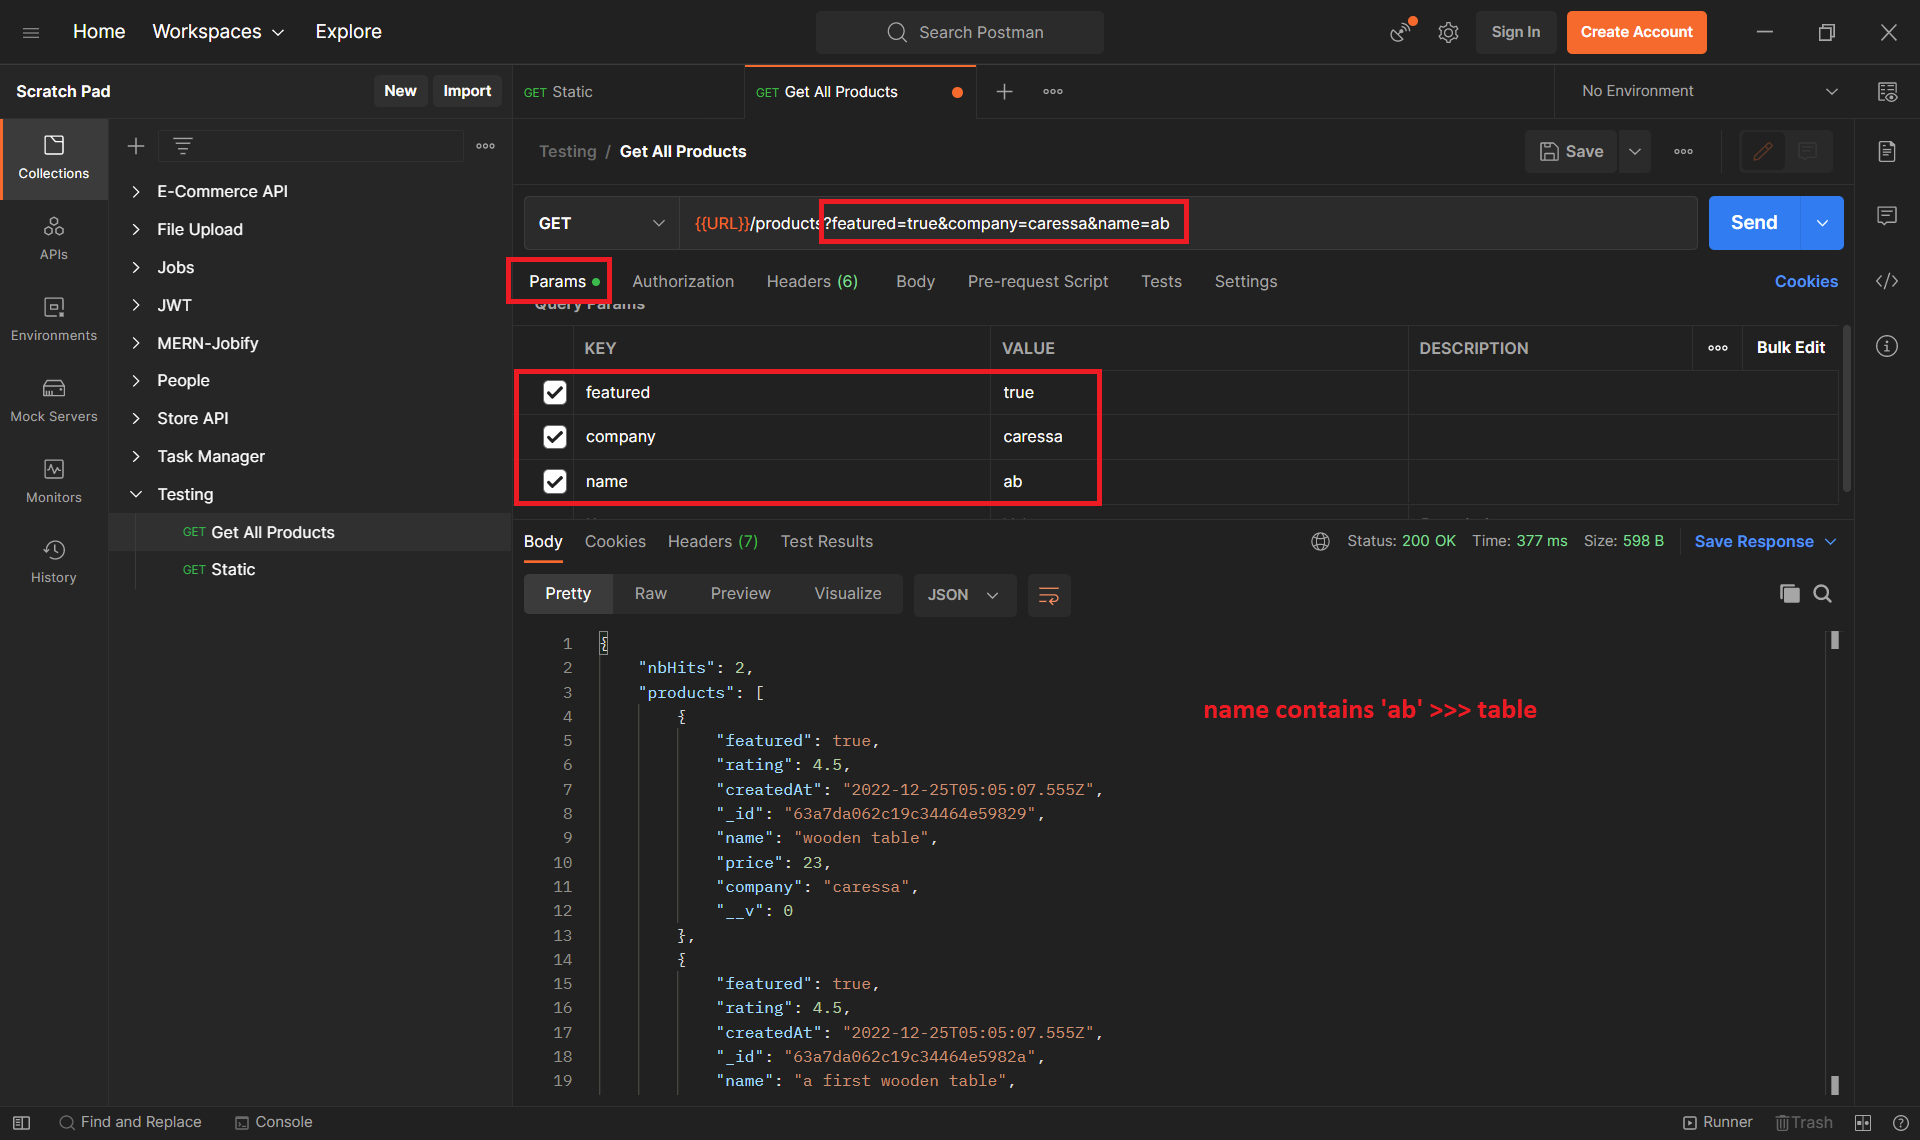 Home Workspaces Explore Search Postman Sign In Create Account
Scratch Pad New Import GET Static GET Get All Products No Environment
Testing / Get All Products Save
Collections
APIs
Environments
Mock Servers
Monitors
History
E-Commerce API
File Upload
Jobs
JWT
MERN-Jobify
People
Store API
Task Manager
Testing
GET Get All Products
GET Static
GET {{URL}}/products?featured=true&company=caressa&name=ab Send
Params Authorization Headers (6) Body Pre-request Script Tests Settings Cookies
Query Params
KEY VALUE DESCRIPTION Bulk Edit
featured true
company caressa
name ab
Body Cookies Headers (7) Test Results Status: 200 OK Time: 377 ms Size: 598 B Save Response
Pretty Raw Preview Visualize JSON
1 {
2 "nbHits": 2,
3 "products": [
4 {
5 "featured": true,
6 "rating": 4.5,
7 "createdAt": "2022-12-25T05:05:07.555Z",
8 "_id": "63a7da062c19c34464e59829",
9 "name": "wooden table",
10 "price": 23,
11 "company": "caressa",
12 "__v": 0
13 },
14 {
15 "featured": true,
16 "rating": 4.5,
17 "createdAt": "2022-12-25T05:05:07.555Z",
18 "_id": "63a7da062c19c34464e5982a",
19 "name": "a first wooden table",
name contains 'ab' >>> table
Find and Replace Console Runner Trash